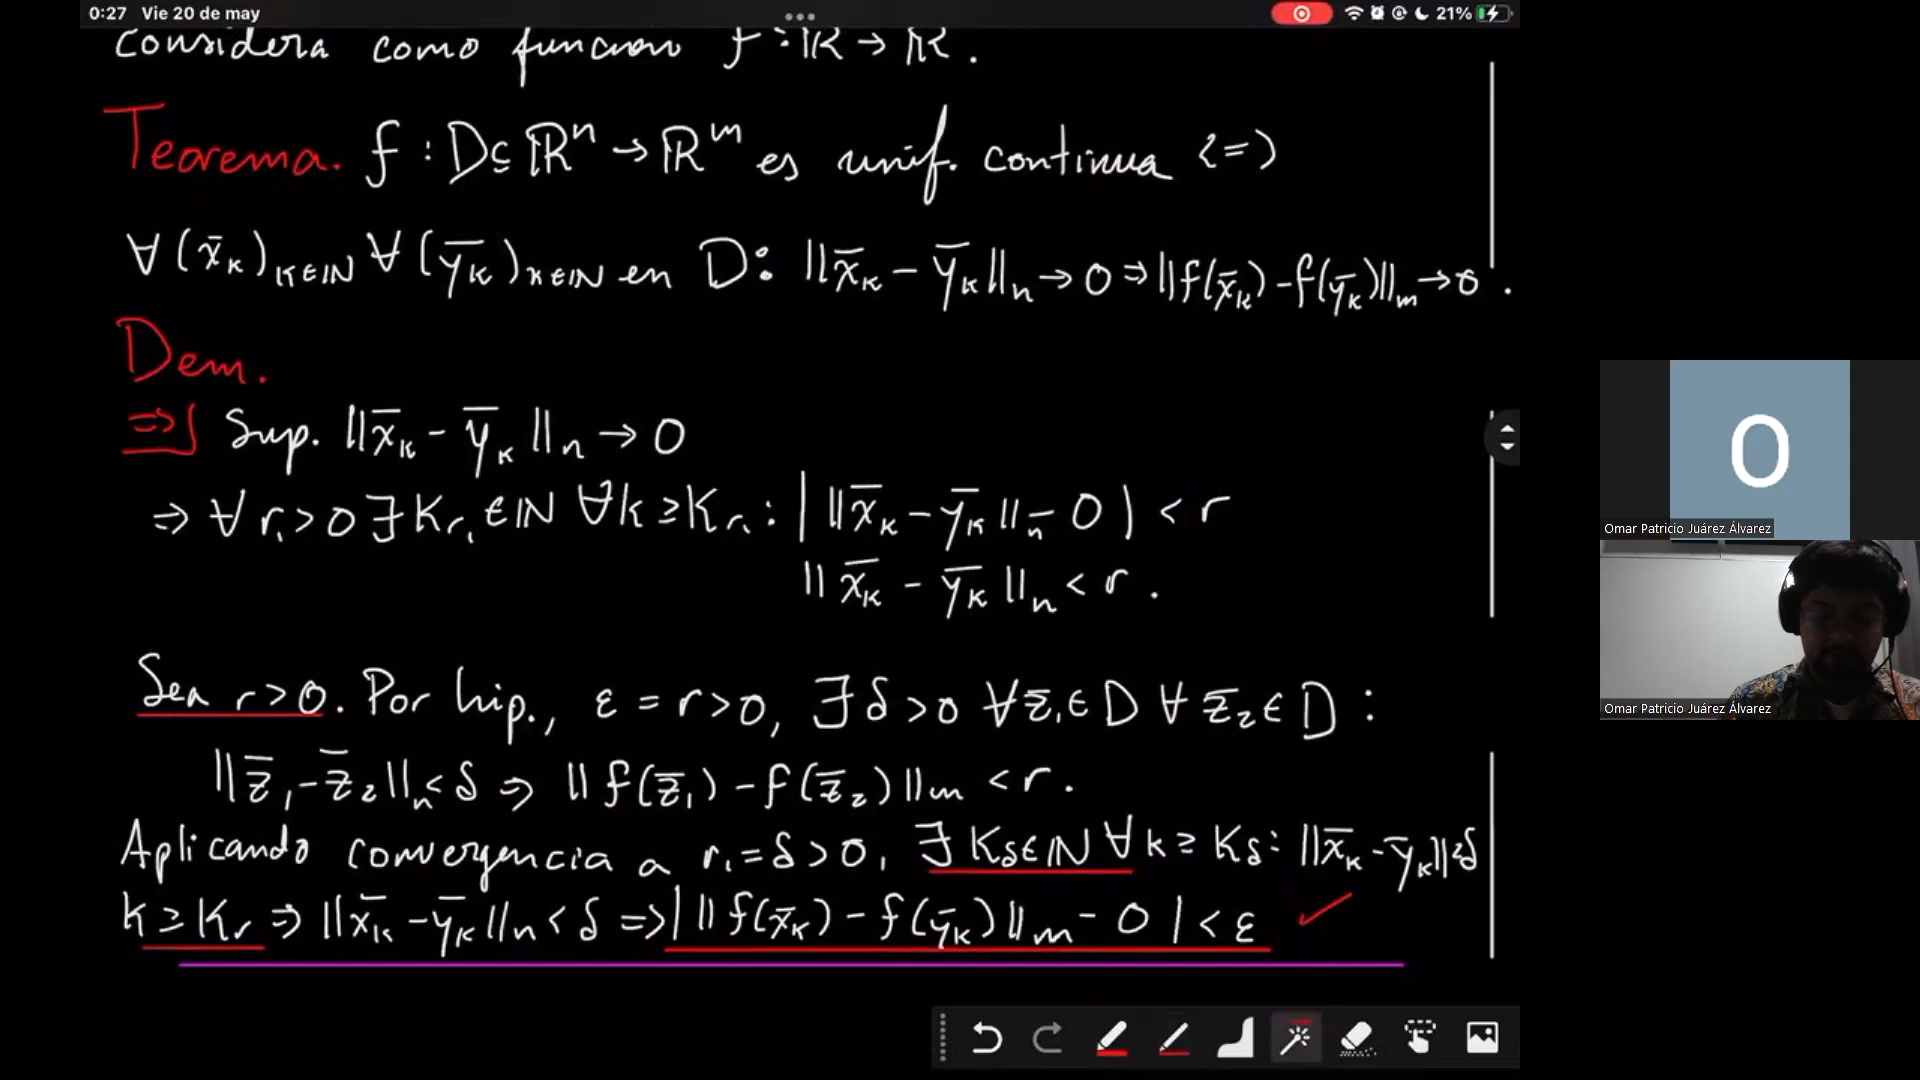 0:27 Vie 20 de may
21%
considera como función f : ℝ → ℝ.
Teorema. f : D ⊆ ℝⁿ → ℝᵐ es unif. continua <=>
∀ (x̄ₖ)ₖ∈ℕ ∀ (ȳₖ)ₖ∈ℕ en D: ||x̄ₖ - ȳₖ||ₙ → 0 ⇒ ||f(x̄ₖ) - f(ȳₖ)||ₘ → 0.
Dem.
⇒] Sup. ||x̄ₖ - ȳₖ||ₙ → 0
⇒ ∀ r₁ > 0 ∃ K_r₁ ∈ ℕ ∀ k ≥ K_r₁ : | ||x̄ₖ - ȳₖ||ₙ - 0 | < r
||x̄ₖ - ȳₖ||ₙ < r.
Sea r > 0. Por hip., ε = r > 0, ∃ δ > 0 ∀ z̄₁ ∈ D ∀ z̄₂ ∈ D :
||z̄₁ - z̄₂||ₙ < δ ⇒ ||f(z̄₁) - f(z̄₂)||ₘ < r.
Aplicando convergencia a r₁ = δ > 0, ∃ K_δ ∈ ℕ ∀ k ≥ K_δ : ||x̄ₖ - ȳₖ|| < δ
k ≥ K_r ⇒ ||x̄ₖ - ȳₖ||ₙ < δ ⇒ | ||f(x̄ₖ) - f(ȳₖ)||ₘ - 0 | < ε ✓
O
Omar Patricio Juárez Álvarez
Omar Patricio Juárez Álvarez